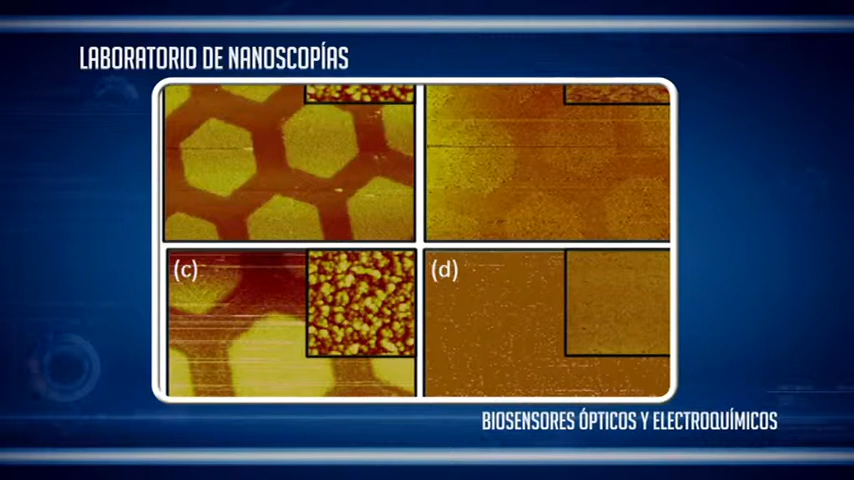 LABORATORIO DE NANOSCOPÍAS
(c)
(d)
BIOSENSORES ÓPTICOS Y ELECTROQUÍMICOS